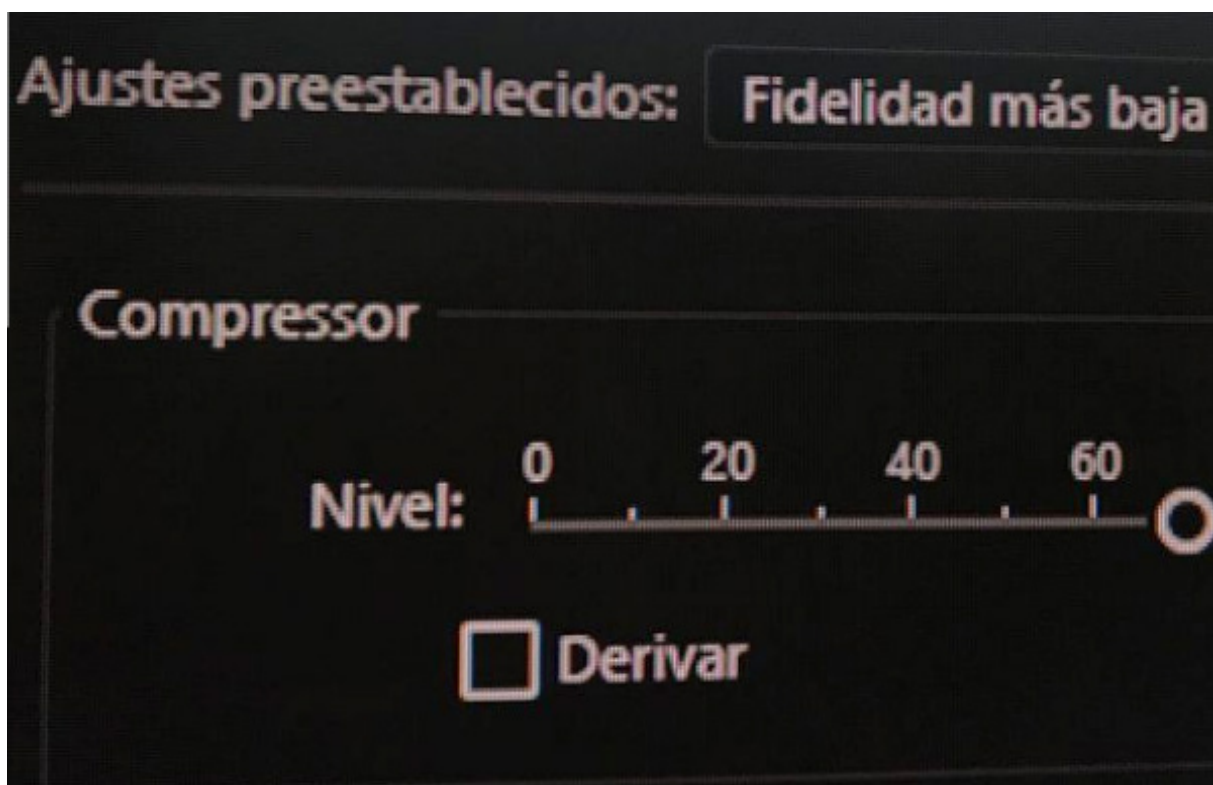 Ajustes preestablecidos: Fidelidad más baja
Compressor
0 20 40 60
Nivel:
Derivar